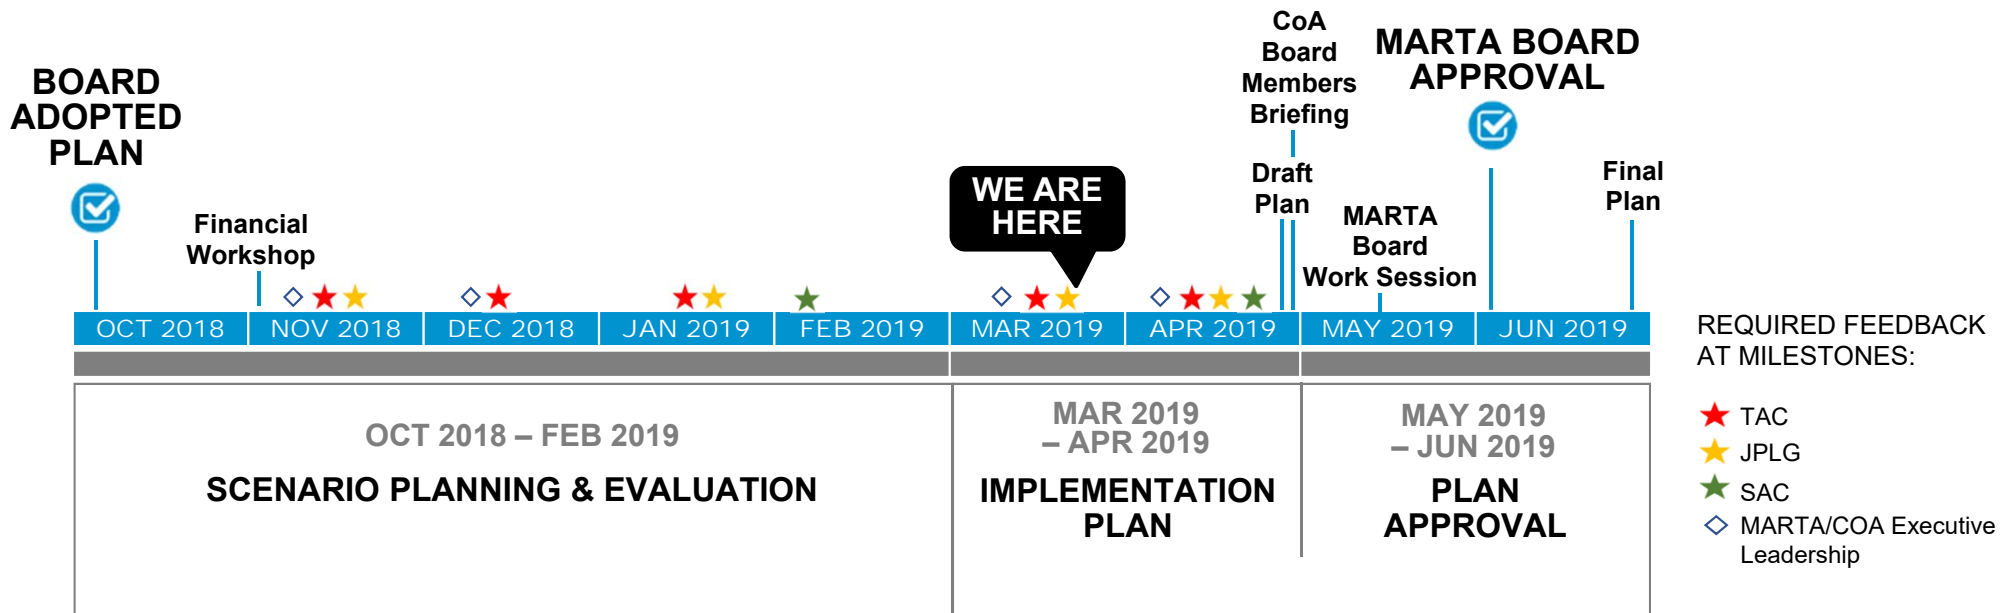 BOARD
ADOPTED
PLAN
Financial
Workshop
WE ARE
HERE
CoA
Board
Members
Briefing
Draft
Plan
MARTA
Board
Work Session
MARTA BOARD
APPROVAL
Final
Plan
OCT 2018
NOV 2018
DEC 2018
JAN 2019
FEB 2019
MAR 2019
APR 2019
MAY 2019
JUN 2019
OCT 2018 – FEB 2019
SCENARIO PLANNING & EVALUATION
MAR 2019
– APR 2019
IMPLEMENTATION
PLAN
MAY 2019
– JUN 2019
PLAN
APPROVAL
REQUIRED FEEDBACK
AT MILESTONES:
TAC
JPLG
SAC
MARTA/COA Executive
Leadership